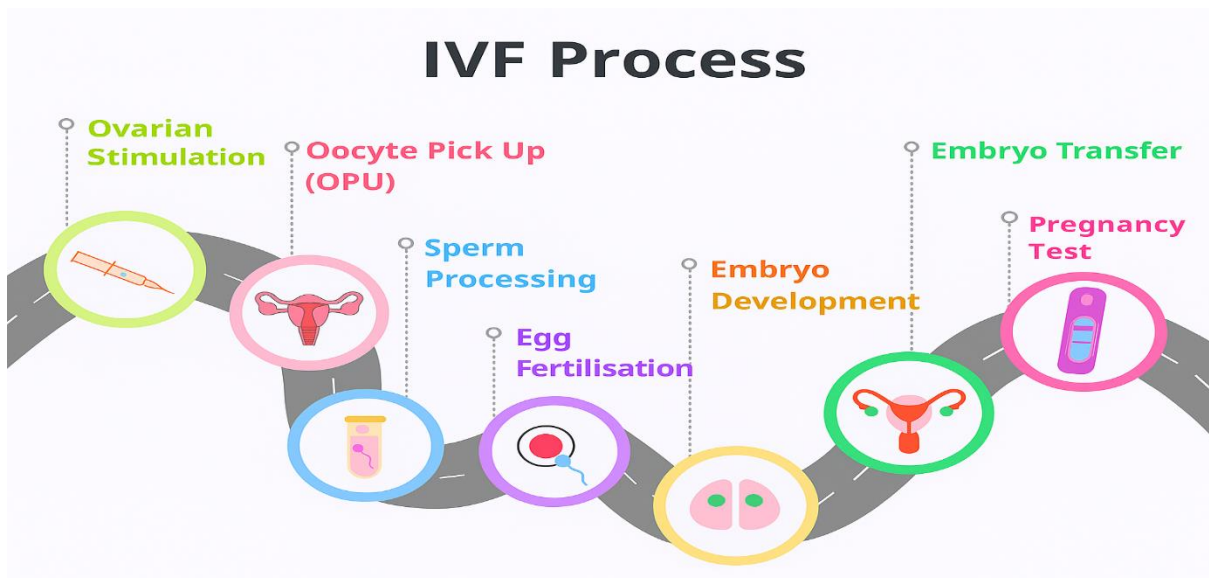 IVF Process
Ovarian
Stimulation
Oocyte Pick Up
(OPU)
Sperm
Processing
Egg
Fertilisation
Embryo
Development
Embryo Transfer
Pregnancy
Test